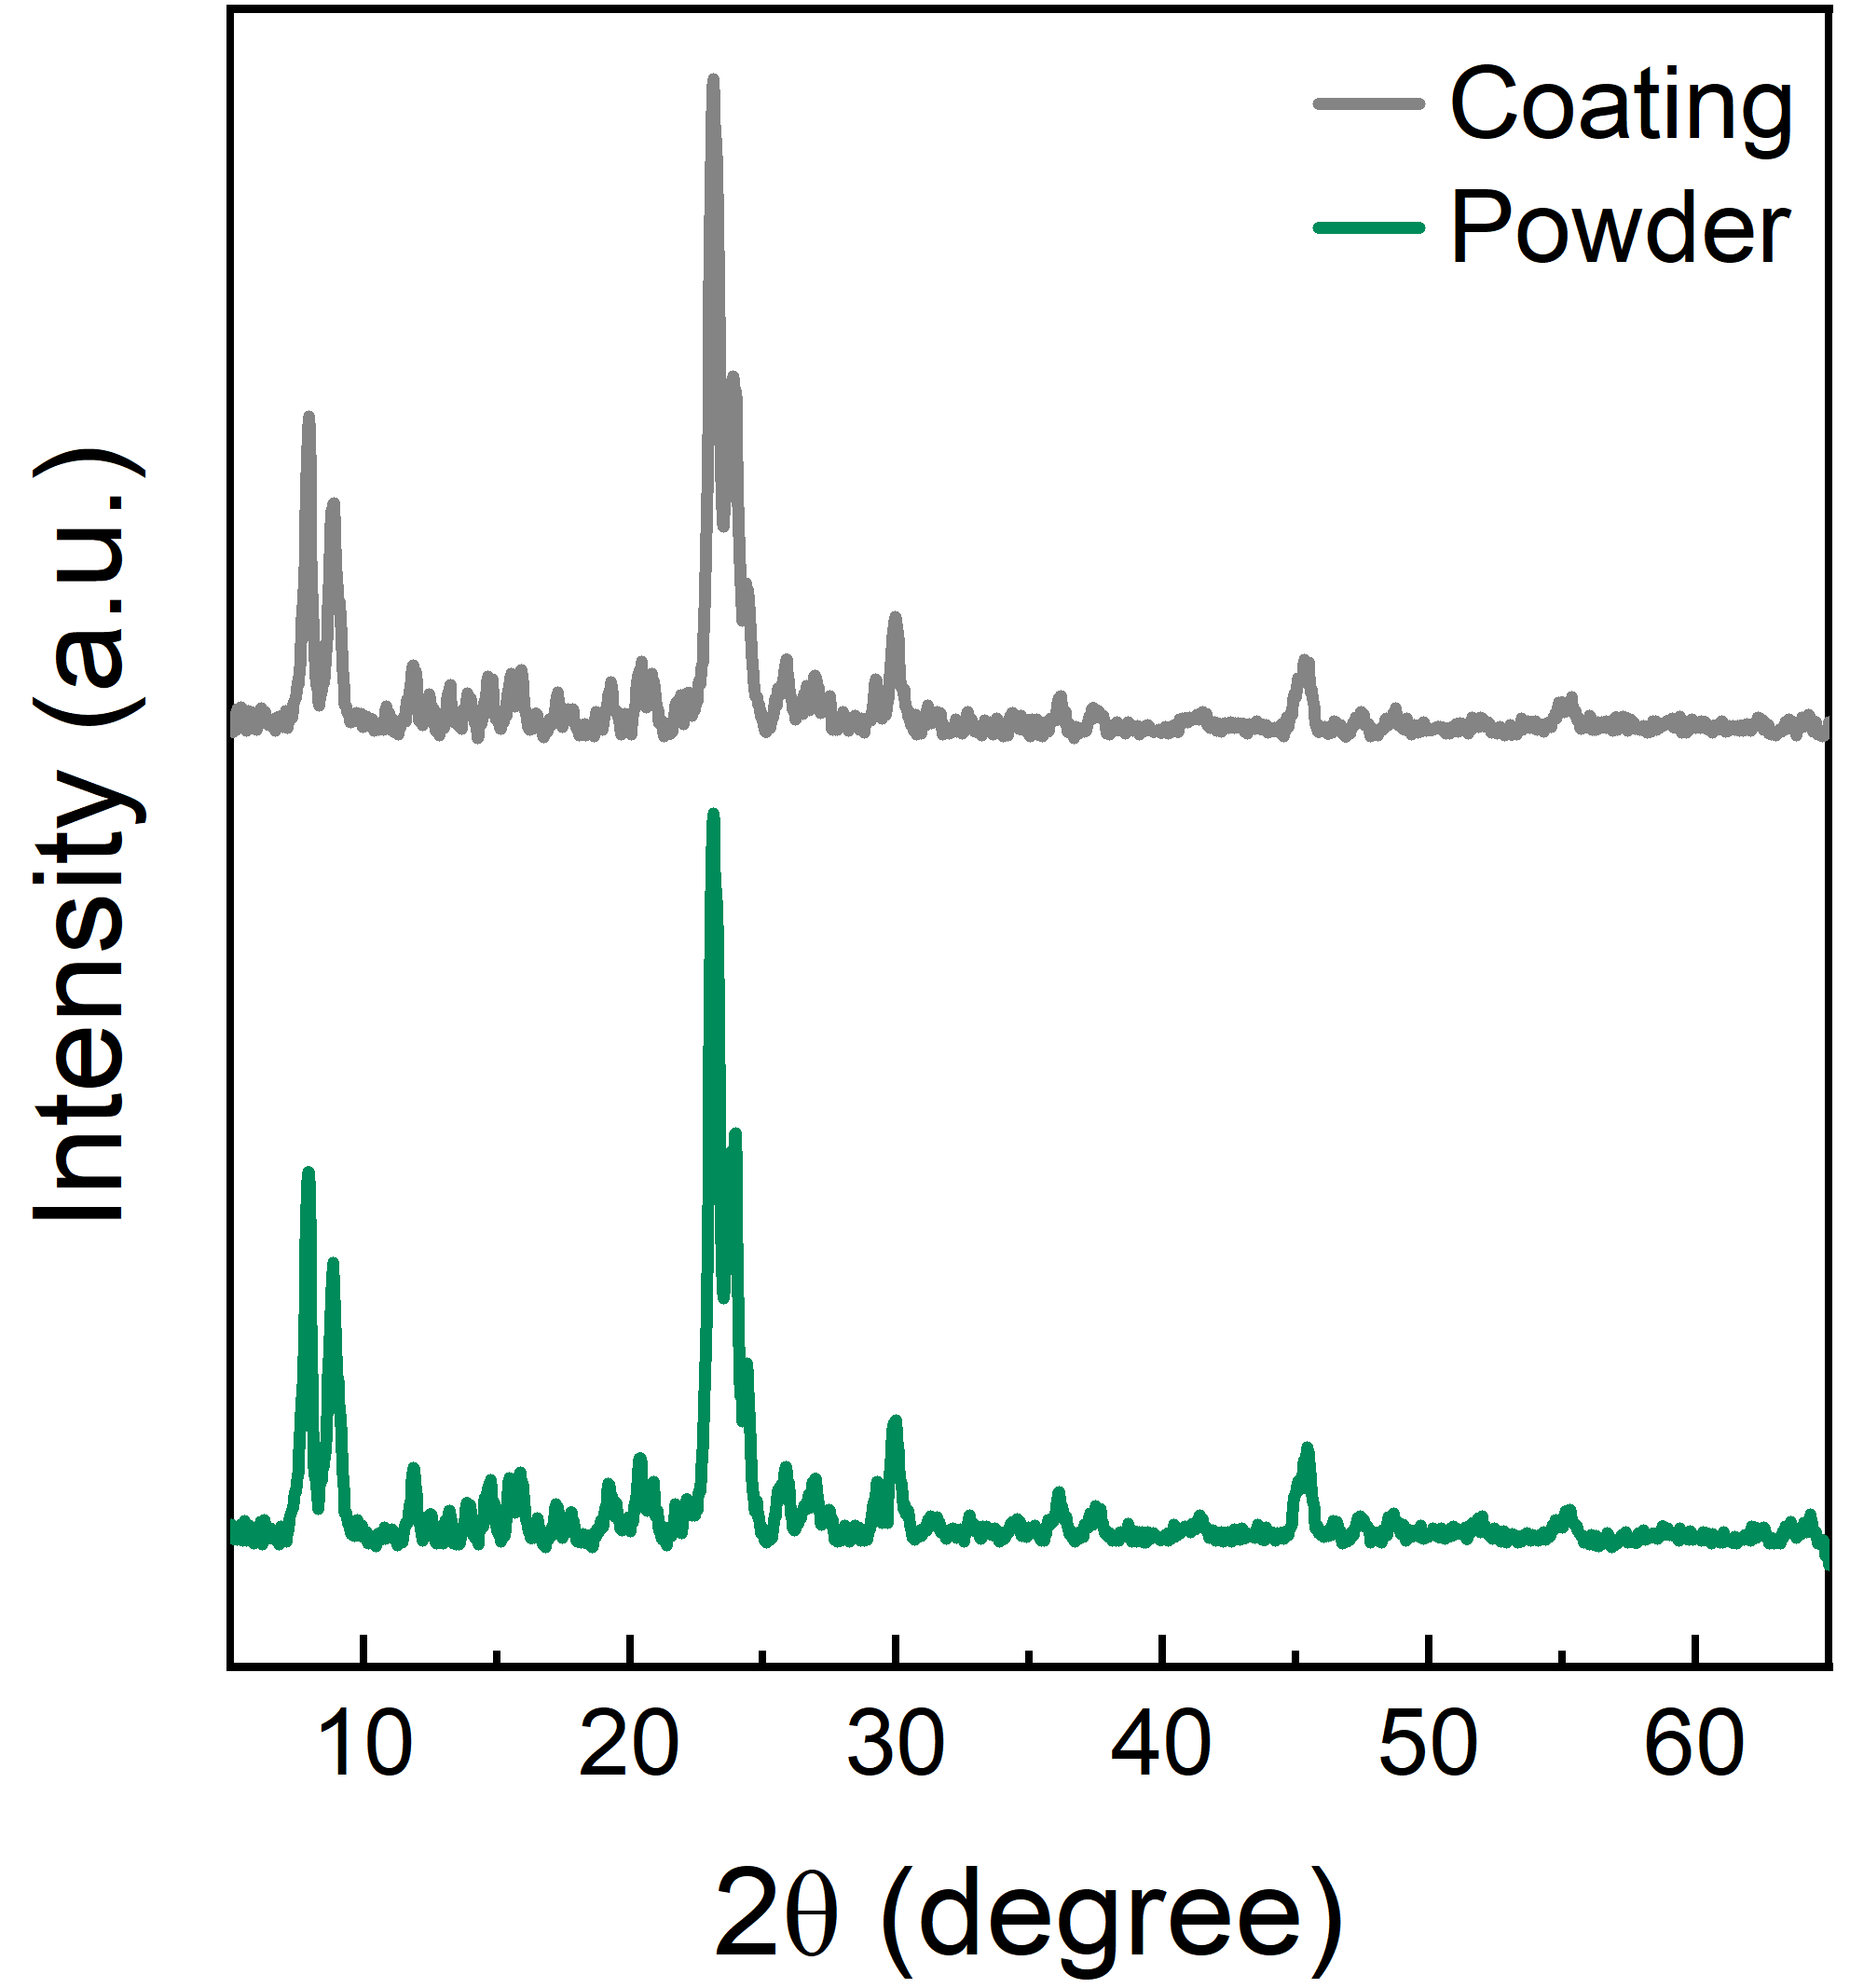 Coating
Powder
Intensity (a.u.)
10 20 30 40 50 60
2θ (degree)